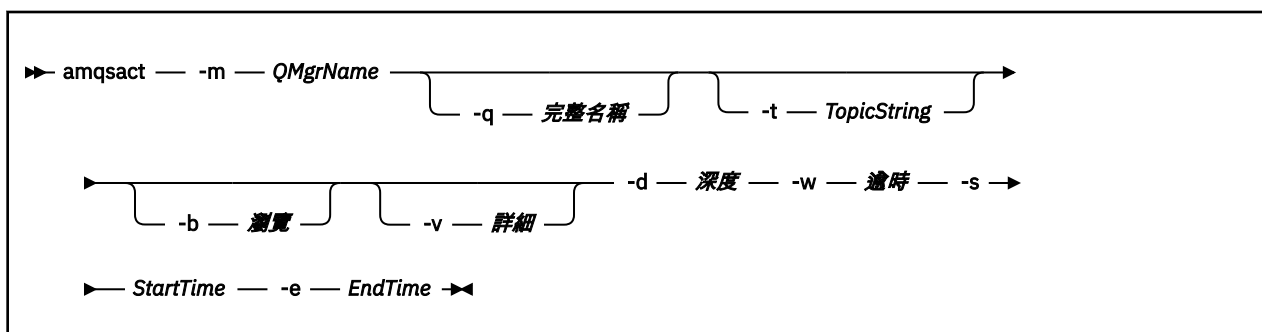 amqsact -m QMgrName
-q 完整名稱 -t TopicString
-d 深度 -w 逾時 -s
-b 瀏覽 -v 詳細
StartTime -e EndTime